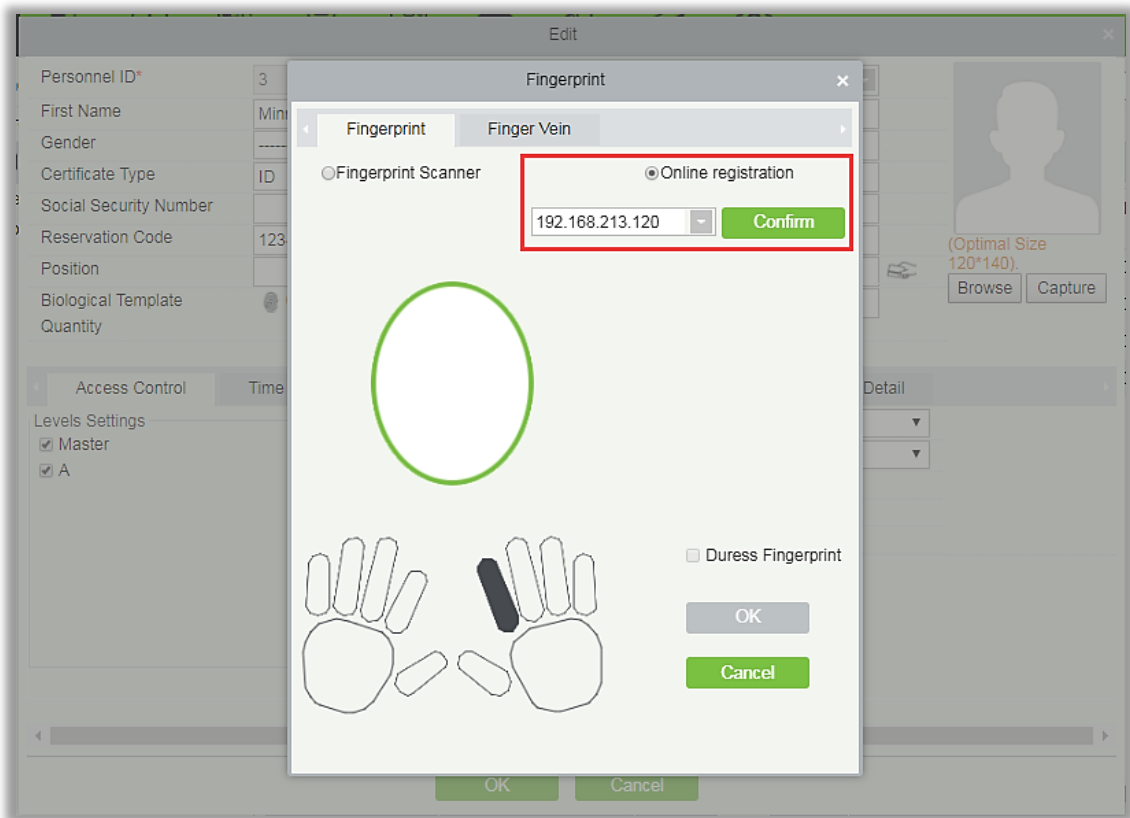 Edit
Personnel ID*
3
First Name
Gender
------
Certificate Type
ID
Social Security Number
Reservation Code
Position
Biological Template
Quantity
(Optimal Size
120*140).
Browse
Capture
Fingerprint
Fingerprint
Finger Vein
Fingerprint Scanner
Online registration
192.168.213.120
Confirm
Duress Fingerprint
OK
Cancel
Access Control
Time
Detail
Levels Settings
Master
A
OK
Cancel